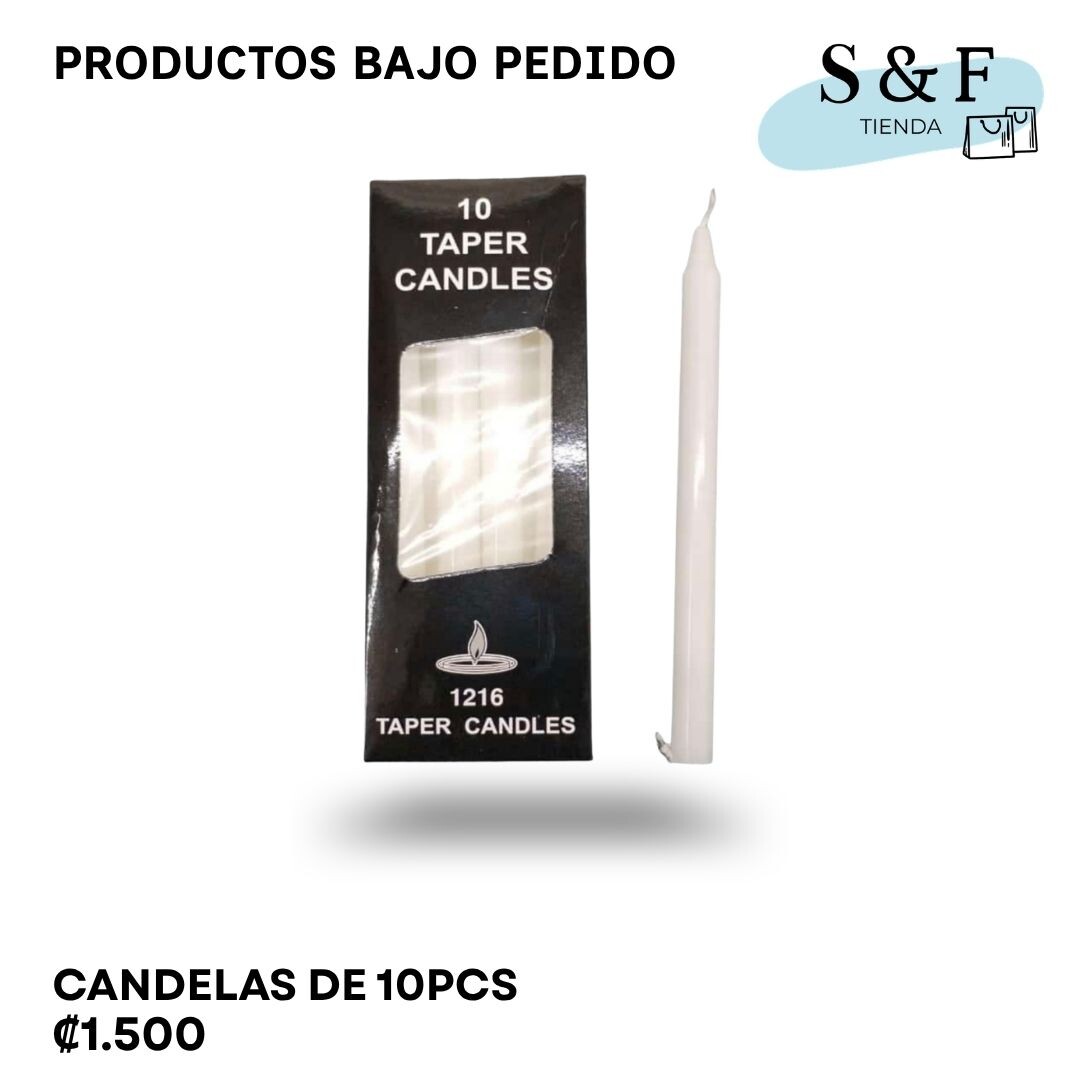 PRODUCTOS BAJO PEDIDO
S & F
TIENDA
10
TAPER
CANDLES
1216
TAPER CANDLES
CANDELAS DE 10PCS
₡1.500